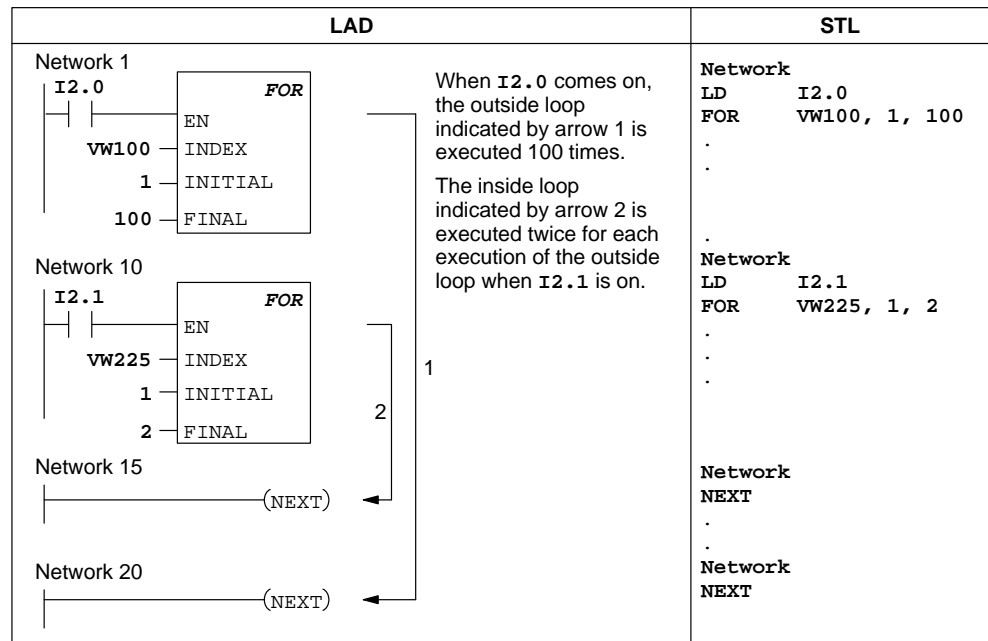 LAD
STL
Network 1
I2.0
FOR
EN
VW100
INDEX
1
INITIAL
100
FINAL
When I2.0 comes on,
the outside loop
indicated by arrow 1 is
executed 100 times.
The inside loop
indicated by arrow 2 is
executed twice for each
execution of the outside
loop when I2.1 is on.
Network 10
I2.1
FOR
EN
VW225
INDEX
1
INITIAL
2
FINAL
1
2
Network 15
(NEXT)
Network 20
(NEXT)
Network
LD I2.0
FOR VW100, 1, 100
.
.
.
Network
LD I2.1
FOR VW225, 1, 2
.
.
.
Network
NEXT
.
.
Network
NEXT